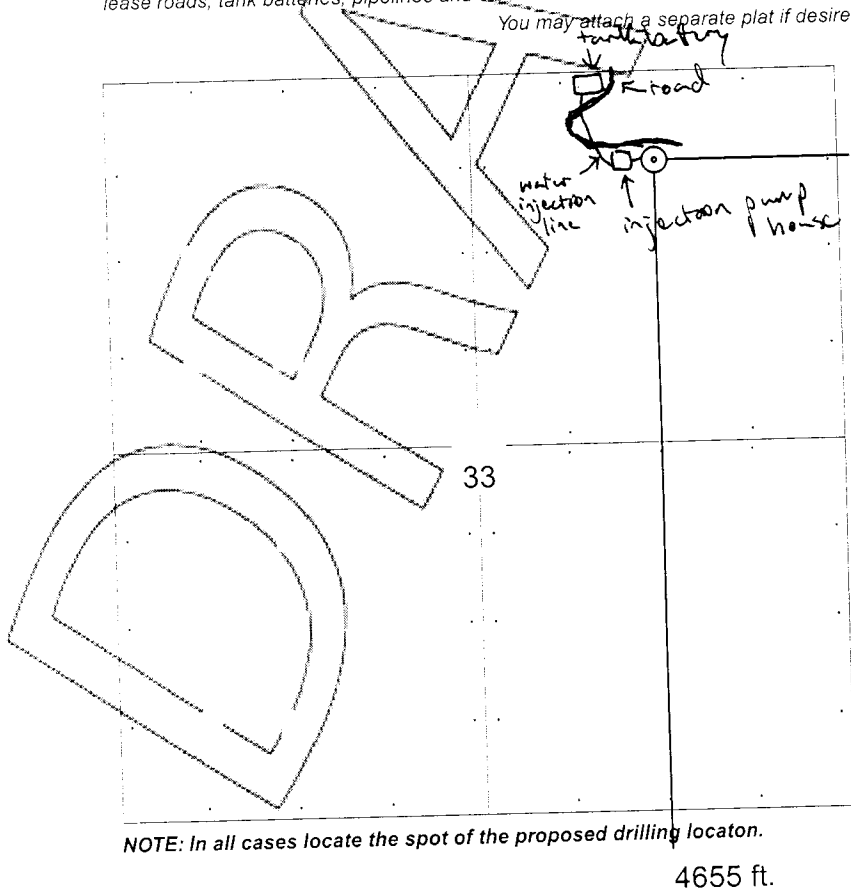 lease roads, tank batteries, pipelines and
You may attach a separate plat if desire
tank battery
road
water
injection
line
injection pump
house
33
DRA
NOTE: In all cases locate the spot of the proposed drilling locaton.
4655 ft.